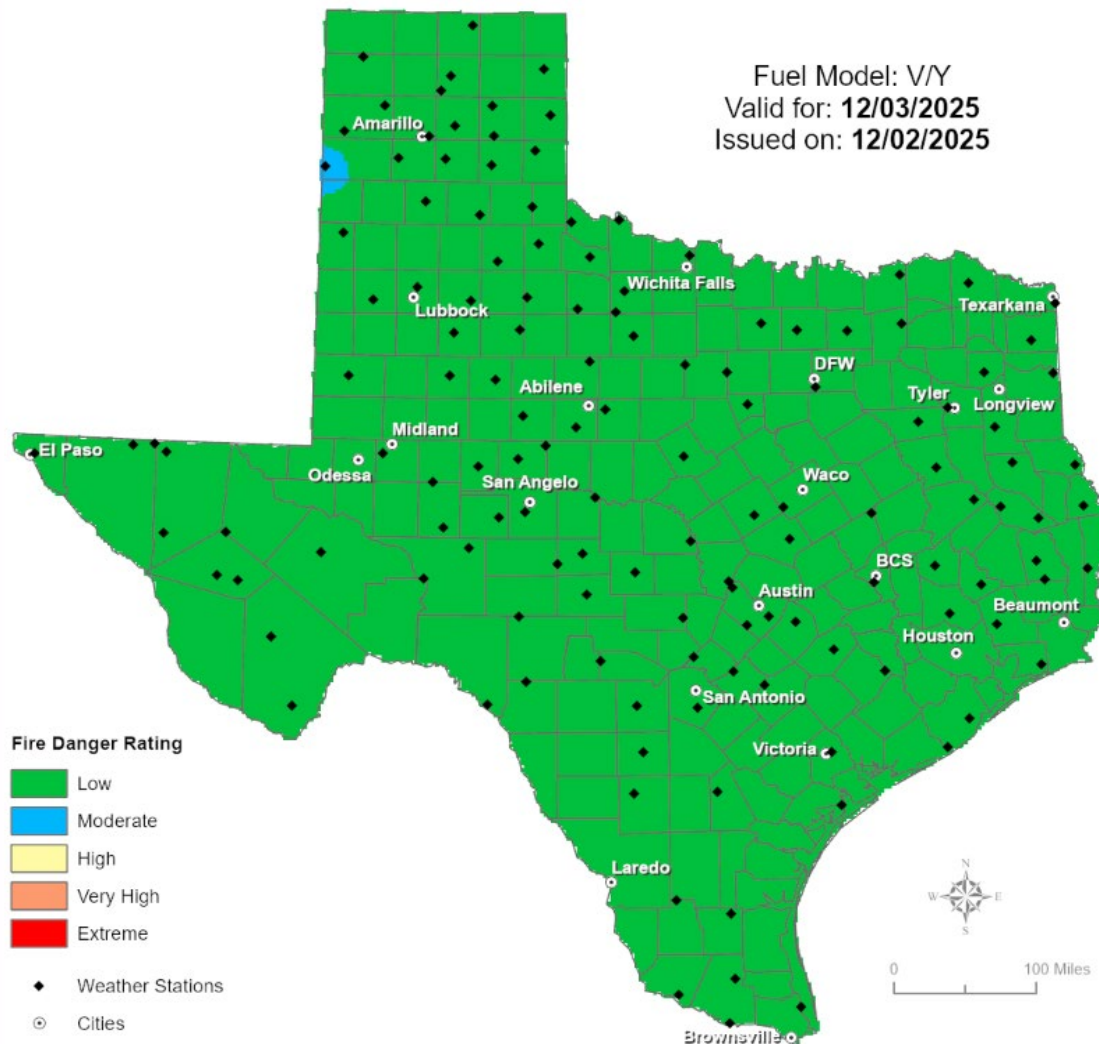 Fuel Model: V/Y
Valid for: 12/03/2025
Issued on: 12/02/2025
Amarillo
Wichita Falls
Lubbock
Texarkana
DFW
Abilene
Tyler
Longview
Midland
El Paso
Odessa
San Angelo
Waco
BCS
Austin
Beaumont
Houston
San Antonio
Victoria
Laredo
Brownsville
Fire Danger Rating
Low
Moderate
High
Very High
Extreme
Weather Stations
Cities
N
W E
S
0 100 Miles